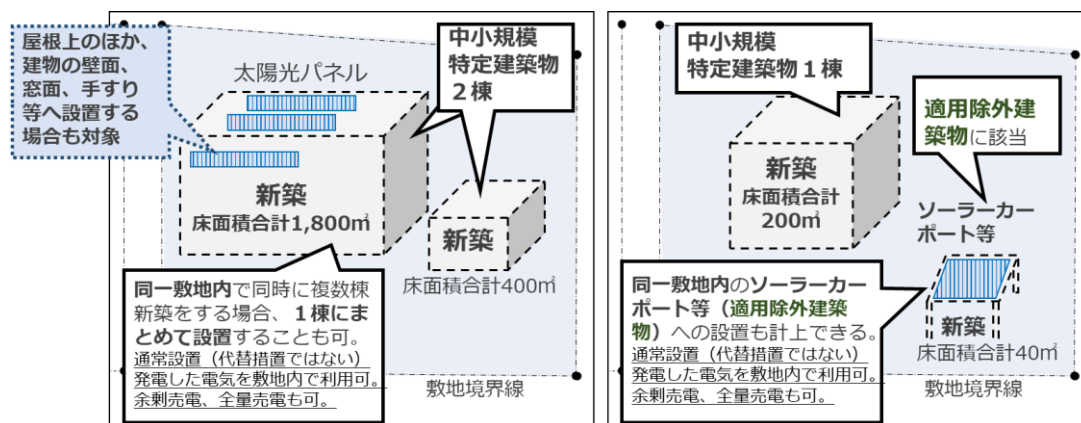 屋根上のほか、
建物の壁面、
窓面、手すり
等へ設置する
場合も対象
太陽光パネル
中小規模
特定建築物
２棟
新築
床面積合計1,800㎡
新築
床面積合計400㎡
同一敷地内で同時に複数棟
新築をする場合、１棟にま
とめて設置することも可。
通常設置（代替措置ではない）
発電した電気を敷地内で利用可。
余剰売電、全量売電も可。
敷地境界線
中小規模
特定建築物１棟
適用除外建
築物に該当
新築
床面積合計
200㎡
ソーラーカー
ポート等
同一敷地内のソーラーカー
ポート等（適用除外建築
物）への設置も計上できる。
通常設置（代替措置ではない）
発電した電気を敷地内で利用可。
余剰売電、全量売電も可。
新築
床面積合計40㎡
敷地境界線